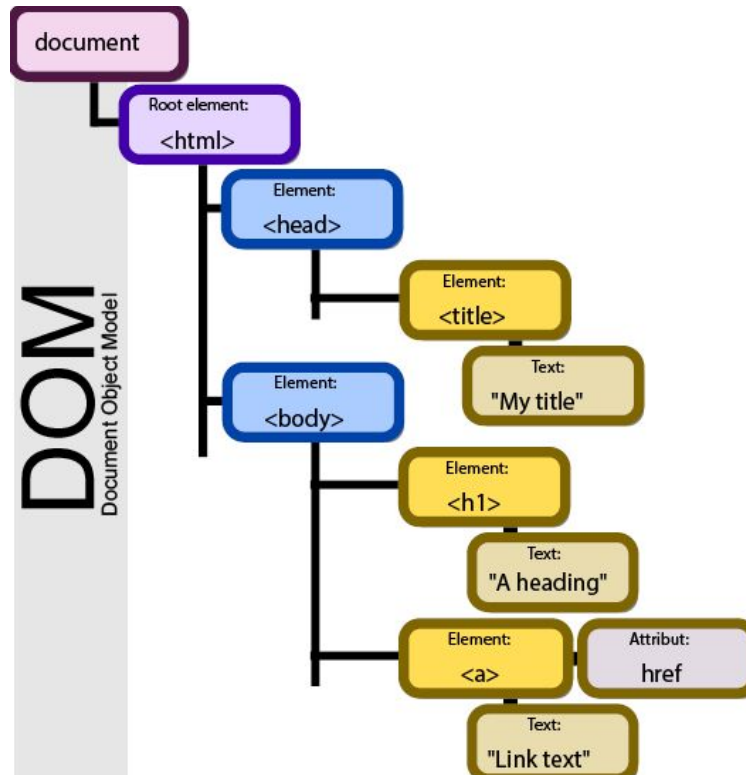 document
Root element:
<html>
Element:
<head>
Element:
<title>
Text:
"My title"
Element:
<body>
Element:
<h1>
Text:
"A heading"
Element:
<a>
Attribut:
href
Text:
"Link text"
DOM
Document Object Model